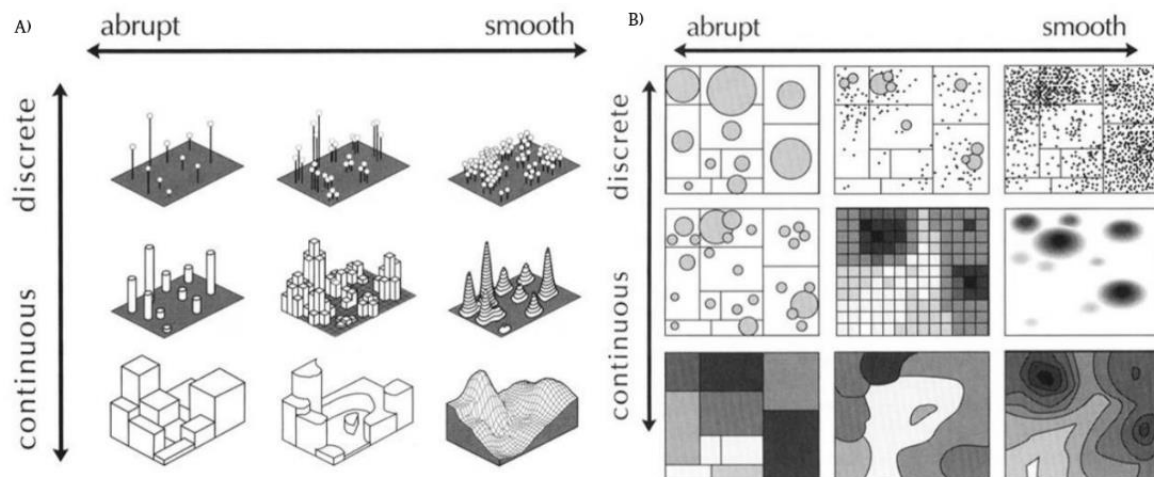 A)
abrupt smooth
discrete
continuous
B)
abrupt smooth
discrete
continuous